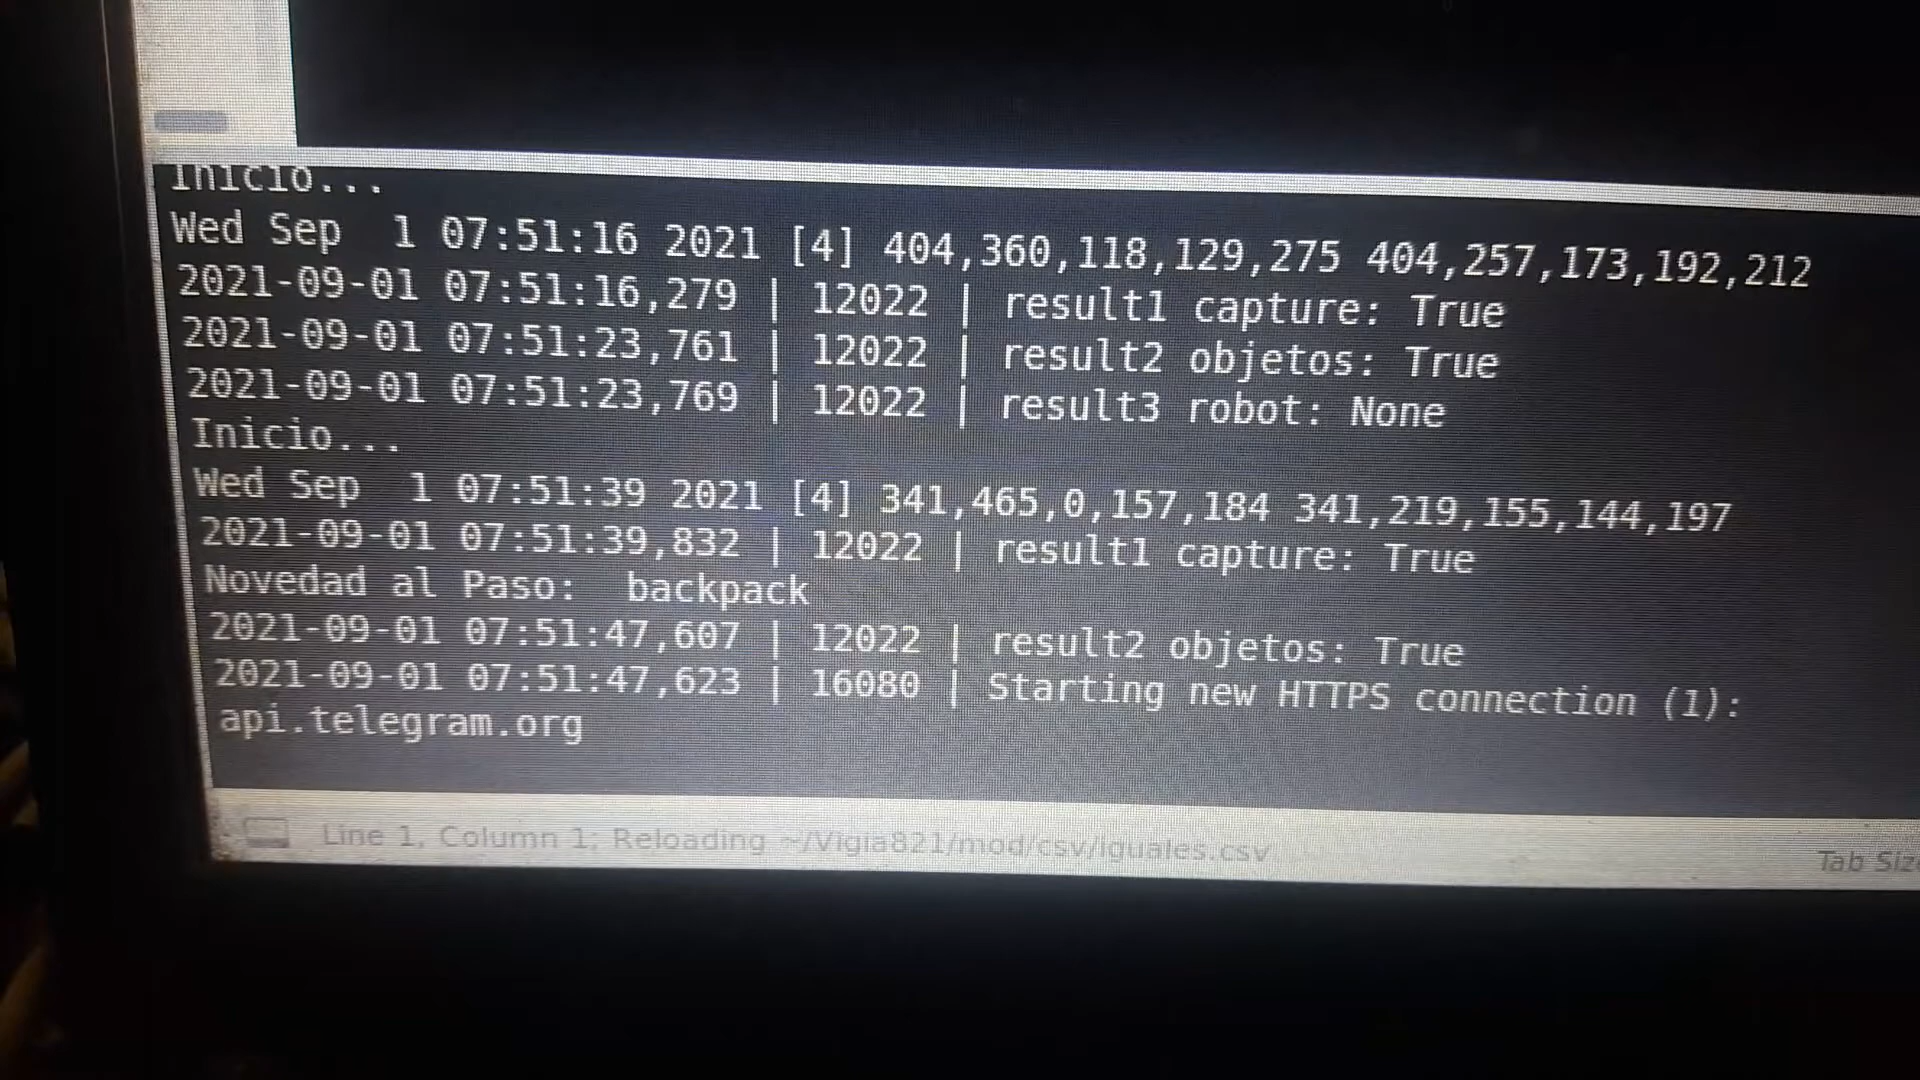 Inicio...
Wed Sep  1 07:51:16 2021 [4] 404,360,118,129,275 404,257,173,192,212
2021-09-01 07:51:16,279 | 12022 | result1 capture: True
2021-09-01 07:51:23,761 | 12022 | result2 objetos: True
2021-09-01 07:51:23,769 | 12022 | result3 robot: None
Inicio...
Wed Sep  1 07:51:39 2021 [4] 341,465,0,157,184 341,219,155,144,197
2021-09-01 07:51:39,832 | 12022 | result1 capture: True
Novedad al Paso:  backpack
2021-09-01 07:51:47,607 | 12022 | result2 objetos: True
2021-09-01 07:51:47,623 | 16080 | Starting new HTTPS connection (1):
api.telegram.org
Line 1, Column 1; Reloading ~/Vigia821/mod/csv/iguales.csv
Tab Siz